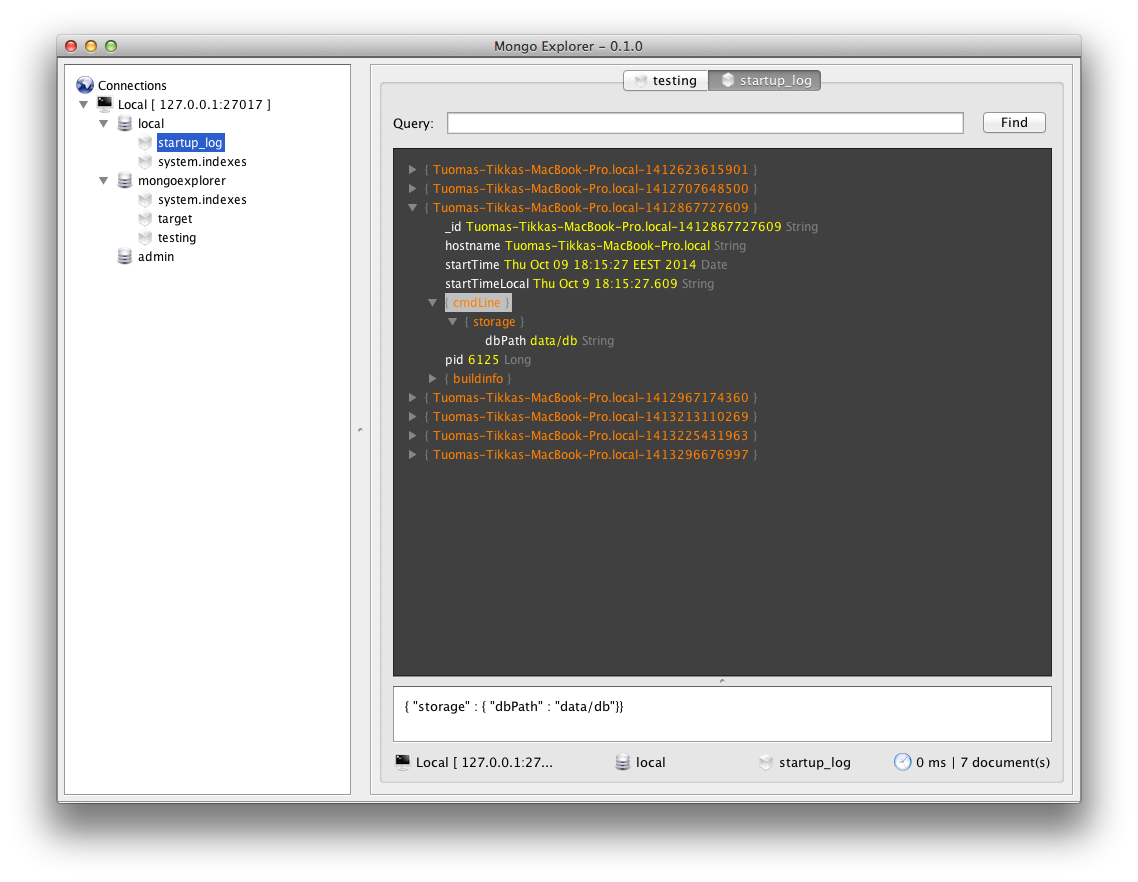 Mongo Explorer - 0.1.0
Connections
Local [ 127.0.0.1:27017 ]
local
startup_log
system.indexes
mongoexplorer
system.indexes
target
testing
admin
testing
startup_log
Query:
Find
{ Tuomas-Tikkas-MacBook-Pro.local-1412623615901 }
{ Tuomas-Tikkas-MacBook-Pro.local-1412707648500 }
{ Tuomas-Tikkas-MacBook-Pro.local-1412867727609 }
_id Tuomas-Tikkas-MacBook-Pro.local-1412867727609 String
hostname Tuomas-Tikkas-MacBook-Pro.local String
startTime Thu Oct 09 18:15:27 EEST 2014 Date
startTimeLocal Thu Oct 9 18:15:27.609 String
{ cmdLine }
{ storage }
dbPath data/db String
pid 6125 Long
{ buildinfo }
{ Tuomas-Tikkas-MacBook-Pro.local-1412967174360 }
{ Tuomas-Tikkas-MacBook-Pro.local-1413213110269 }
{ Tuomas-Tikkas-MacBook-Pro.local-1413225431963 }
{ Tuomas-Tikkas-MacBook-Pro.local-1413296676997 }
{ "storage" : { "dbPath" : "data/db"}}
Local [ 127.0.0.1:27...
local
startup_log
0 ms | 7 document(s)